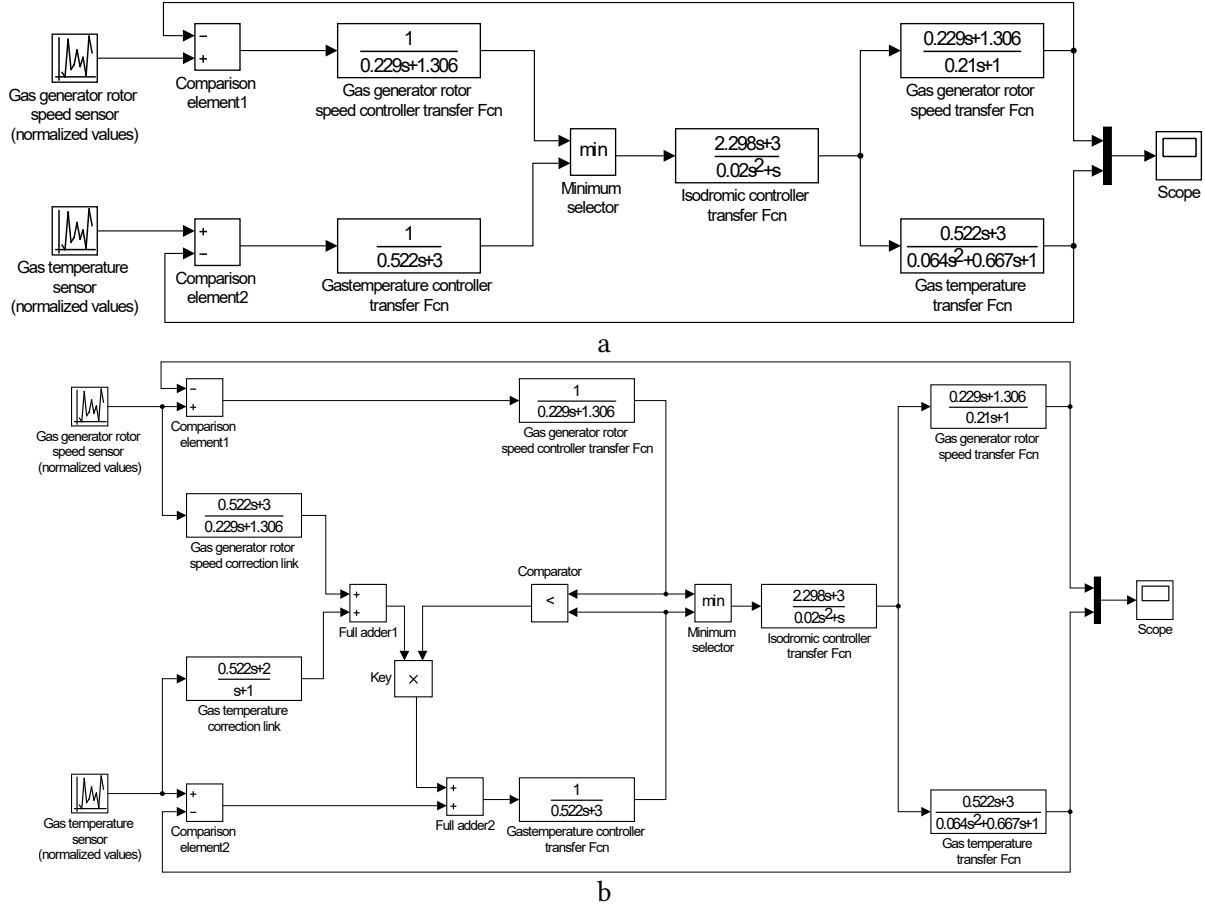 −
+
Comparison
element1
Gas generator rotor
speed sensor
(normalized values)
1
0.229s+1.306
Gas generator rotor
speed controller transfer Fcn
0.229s+1.306
0.21s+1
Gas generator rotor
speed transfer Fcn
min
Minimum
selector
2.298s+3
0.02s2+s
Isodromic controller
transfer Fcn
Scope
Gas temperature
sensor
(normalized values)
+
−
Comparison
element2
1
0.522s+3
Gastemperature controller
transfer Fcn
0.522s+3
0.064s2+0.667s+1
Gas temperature
transfer Fcn
a
−
+
Comparison
element1
Gas generator rotor
speed sensor
(normalized values)
1
0.229s+1.306
Gas generator rotor
speed controller transfer Fcn
0.229s+1.306
0.21s+1
Gas generator rotor
speed transfer Fcn
0.522s+3
0.229s+1.306
Gas generator rotor
speed correction link
+
+
Full adder1
Comparator
<
min
Minimum
selector
2.298s+3
0.02s2+s
Isodromic controller
transfer Fcn
Scope
0.522s+2
s+1
Gas temperature
correction link
Key
×
Gas temperature
sensor
(normalized values)
+
−
Comparison
element2
+
+
Full adder2
1
0.522s+3
Gastemperature controller
transfer Fcn
0.522s+3
0.064s2+0.667s+1
Gas temperature
transfer Fcn
b